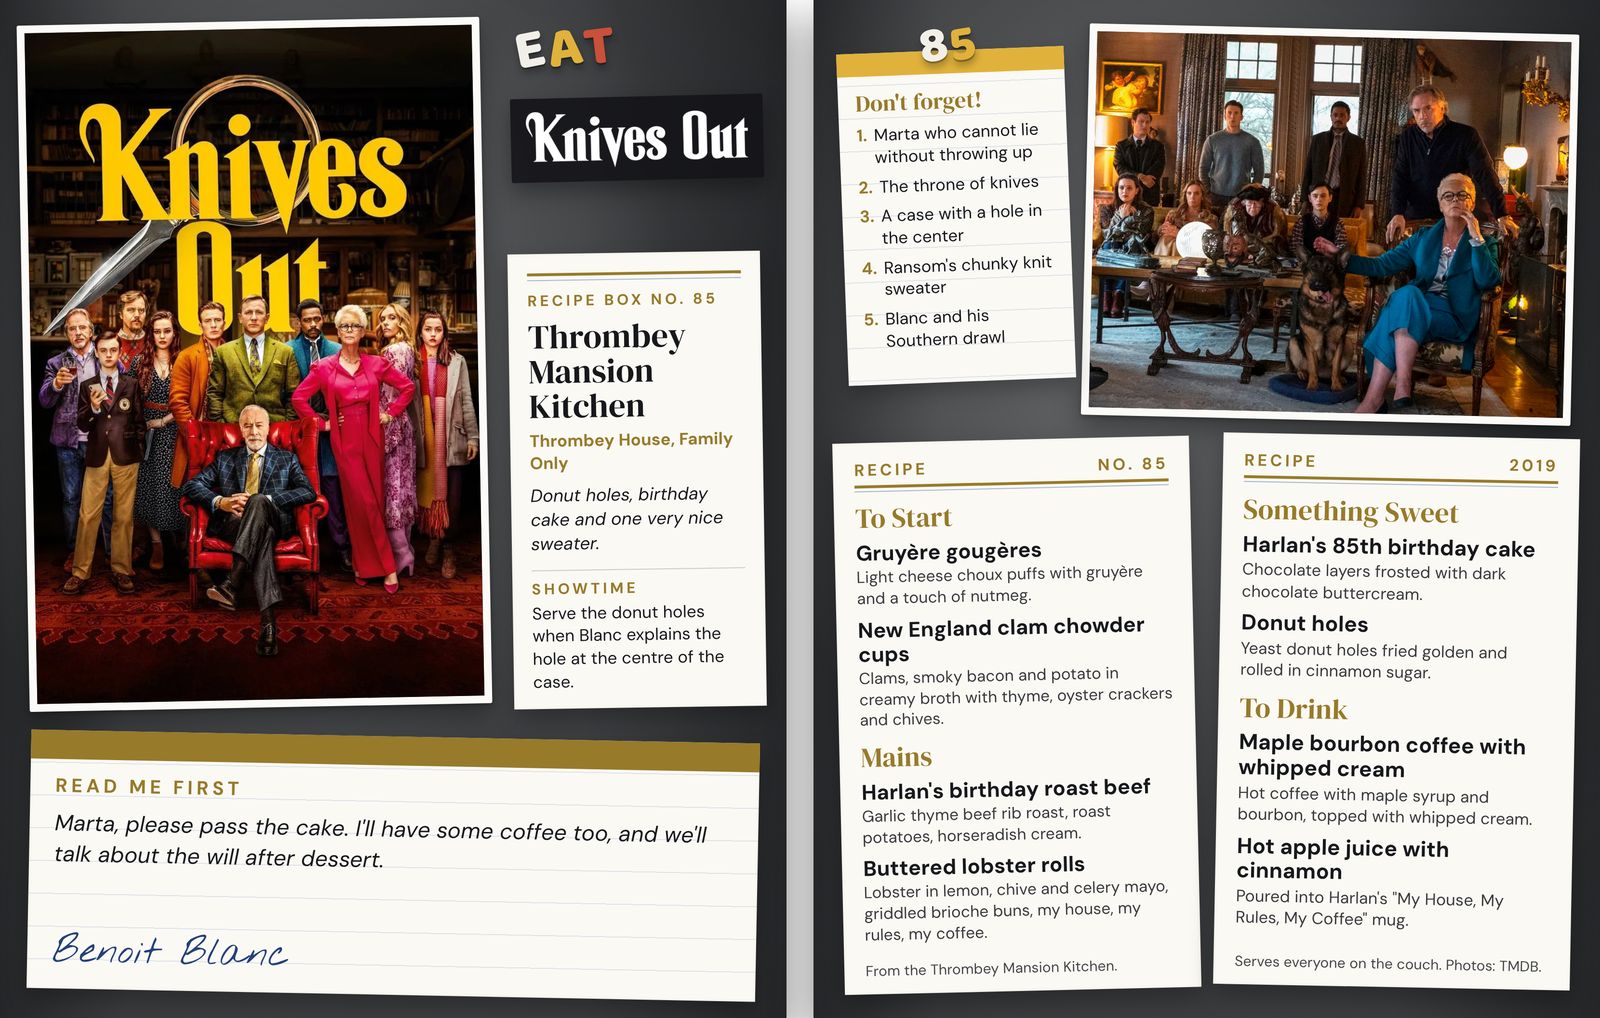 EAT
Knives
Out
Knives Out
RECIPE BOX NO. 85
Thrombey
Mansion
Kitchen
Thrombey House, Family
Only
Donut holes, birthday
cake and one very nice
sweater.
SHOWTIME
Serve the donut holes
when Blanc explains the
hole at the centre of the
case.
READ ME FIRST
Marta, please pass the cake. I'll have some coffee too, and we'll
talk about the will after dessert.
Benoit Blanc
85
Don't forget!
1. Marta who cannot lie
without throwing up
2. The throne of knives
3. A case with a hole in
the center
4. Ransom's chunky knit
sweater
5. Blanc and his
Southern drawl
RECIPE NO. 85
To Start
Gruyère gougères
Light cheese choux puffs with gruyère
and a touch of nutmeg.
New England clam chowder
cups
Clams, smoky bacon and potato in
creamy broth with thyme, oyster crackers
and chives.
Mains
Harlan's birthday roast beef
Garlic thyme beef rib roast, roast
potatoes, horseradish cream.
Buttered lobster rolls
Lobster in lemon, chive and celery mayo,
griddled brioche buns, my house, my
rules, my coffee.
From the Thrombey Mansion Kitchen.
RECIPE 2019
Something Sweet
Harlan's 85th birthday cake
Chocolate layers frosted with dark
chocolate buttercream.
Donut holes
Yeast donut holes fried golden and
rolled in cinnamon sugar.
To Drink
Maple bourbon coffee with
whipped cream
Hot coffee with maple syrup and
bourbon, topped with whipped cream.
Hot apple juice with
cinnamon
Poured into Harlan's "My House, My
Rules, My Coffee" mug.
Serves everyone on the couch. Photos: TMDB.